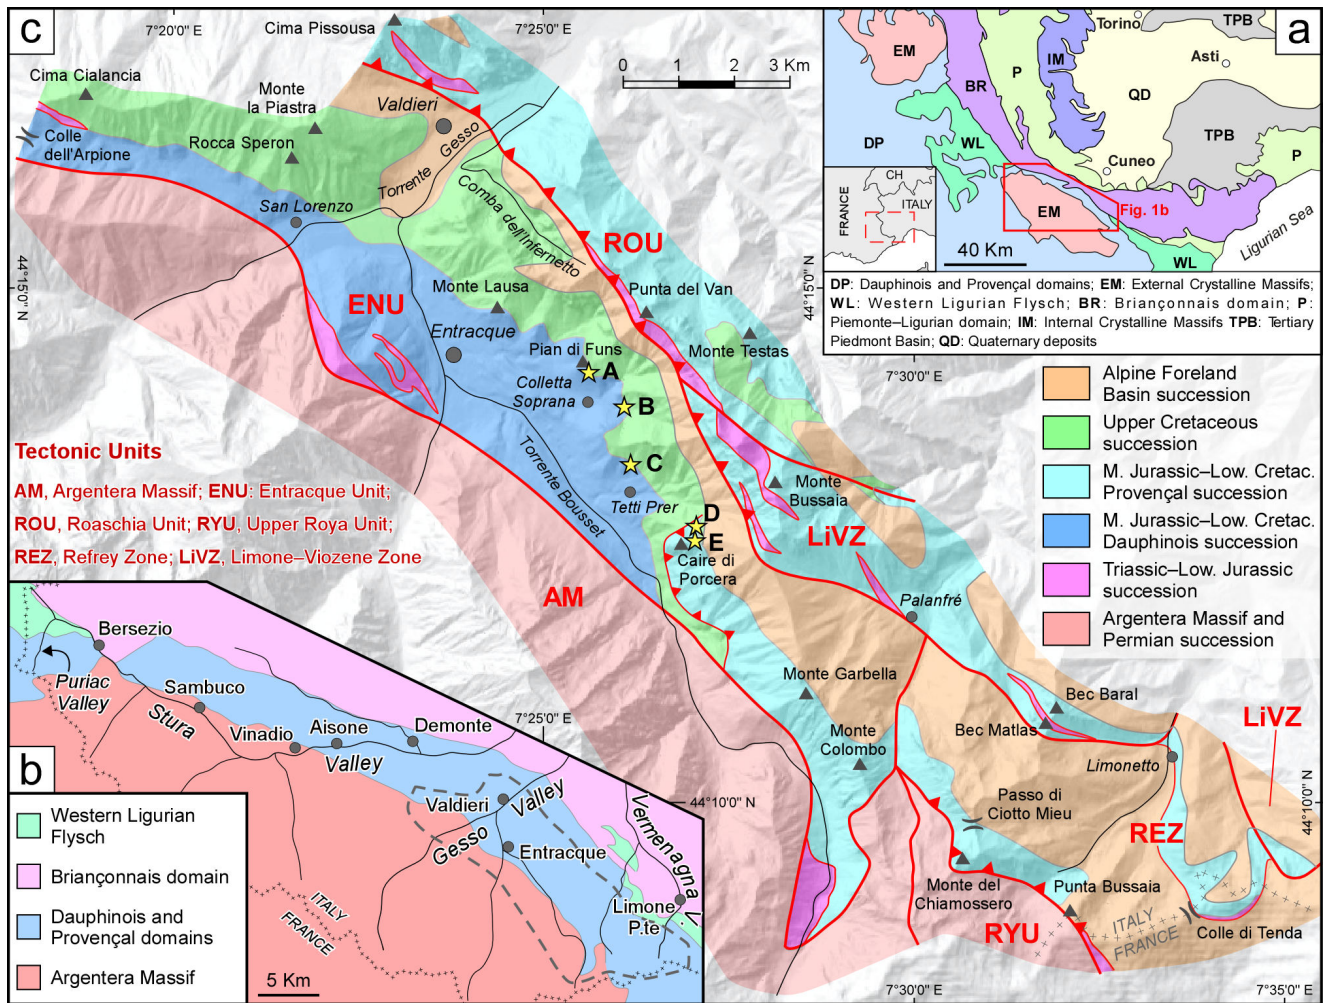 c
7°20'0" E
Cima Pissousa
7°25'0" E
0 1 2 3 Km
Cima Cialancia
Monte
la Piastra
Valdieri
Rocca Speron
Colle
dell'Arpione
Torrente Gesso
San Lorenzo
Comba dell'Infernetto
ROU
44°15'0" N
44°15'0" N
Monte Lausa
Punta del Van
ENU
Entracque
Pian di Funs
Monte Testas
7°30'0" E
A
Colletta
Soprana
B
C
Torrente Bousset
Tetti Prer
Monte
Bussaia
D
E
LiVZ
Caire di
Porcera
AM
Palanfré
Monte Garbella
Bec Baral
Monte
Colombo
Bec Matlas
LiVZ
Limonetto
Passo di
Ciotto Mieu
44°10'0" N
REZ
Monte del
Chiamossero
Punta Bussaia
RYU
ITALY
FRANCE
Colle di Tenda
7°30'0" E
7°35'0" E
Tectonic Units
AM, Argentera Massif; ENU: Entracque Unit;
ROU, Roaschia Unit; RYU, Upper Roya Unit;
REZ, Refrey Zone; LiVZ, Limone–Viozene Zone
a
EM
Torino
TPB
P
IM
Asti
BR
QD
DP
WL
TPB
Cuneo
P
CH
FRANCE
ITALY
EM
Fig. 1b
Ligurian Sea
40 Km
WL
DP: Dauphinois and Provençal domains; EM: External Crystalline Massifs;
WL: Western Ligurian Flysch; BR: Briançonnais domain; P:
Piemonte–Ligurian domain; IM: Internal Crystalline Massifs TPB: Tertiary
Piedmont Basin; QD: Quaternary deposits
Alpine Foreland
Basin succession
Upper Cretaceous
succession
M. Jurassic–Low. Cretac.
Provençal succession
M. Jurassic–Low. Cretac.
Dauphinois succession
Triassic–Low. Jurassic
succession
Argentera Massif and
Permian succession
Bersezio
Puriac
Valley
Sambuco
Stura
Valley
Vinadio
Aisone
Demonte
7°25'0" E
44°10'0" N
Valdieri
Gesso
Valley
Entracque
Vermenagna V.
Limone
P.te
ITALY
FRANCE
5 Km
b
Western Ligurian
Flysch
Briançonnais domain
Dauphinois and
Provençal domains
Argentera Massif